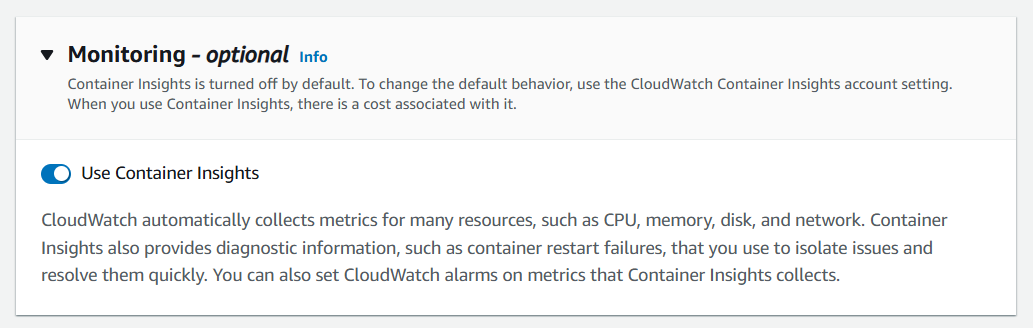 Monitoring - optional Info
Container Insights is turned off by default. To change the default behavior, use the CloudWatch Container Insights account setting.
When you use Container Insights, there is a cost associated with it.
Use Container Insights
CloudWatch automatically collects metrics for many resources, such as CPU, memory, disk, and network. Container
Insights also provides diagnostic information, such as container restart failures, that you use to isolate issues and
resolve them quickly. You can also set CloudWatch alarms on metrics that Container Insights collects.